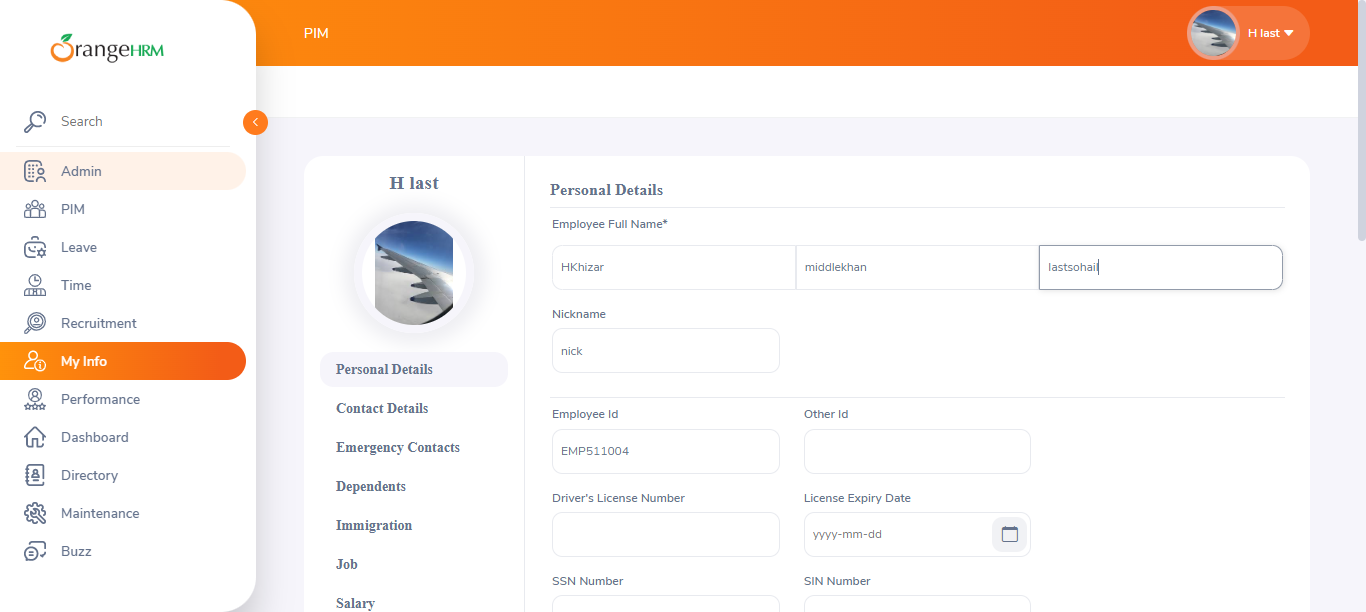 OrangeHRM
PIM
H last
Search
Admin
PIM
Leave
Time
Recruitment
My Info
Performance
Dashboard
Directory
Maintenance
Buzz
H last
Personal Details
Contact Details
Emergency Contacts
Dependents
Immigration
Job
Salary
Personal Details
Employee Full Name*
HKhizar middlekhan lastsohail
Nickname
nick
Employee Id Other Id
EMP511004
Driver's License Number License Expiry Date
yyyy-mm-dd
SSN Number SIN Number